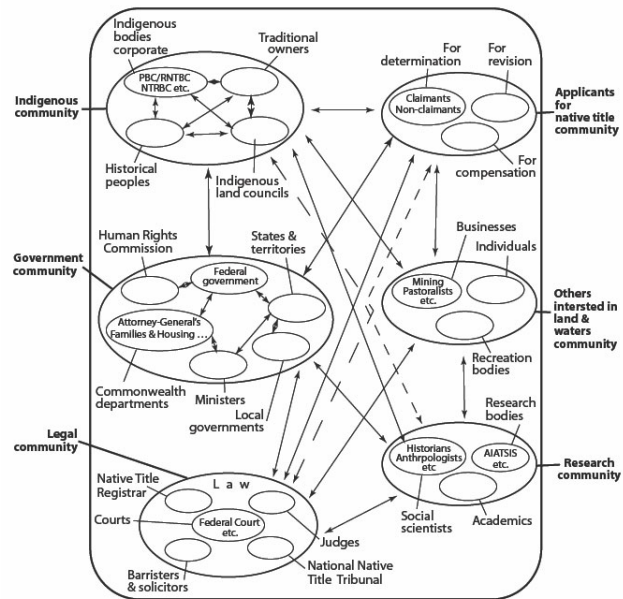 Indigenous
bodies
corporate
Traditional
owners
PBC/RNTBC
NTRBC etc.
Indigenous
community
Historical
peoples
Indigenous
land councils
For
determination
For
revision
Claimants
Non-claimants
Applicants
for
native title
community
For
compensation
Human Rights
Commission
States &
territories
Government
community
Federal
government
Attorney-General's
Families & Housing ...
Commonwealth
departments
Ministers
Local
governments
Businesses
Individuals
Mining
Pastoralists
etc.
Others
intersted in
land &
waters
community
Recreation
bodies
Research
bodies
Legal
community
Law
Native Title
Registrar
Courts
Federal Court
etc.
Judges
Barristers
& solicitors
National Native
Title Tribunal
Historians
Anthrpologists
etc
AIATSIS
etc.
Research
community
Social
scientists
Academics